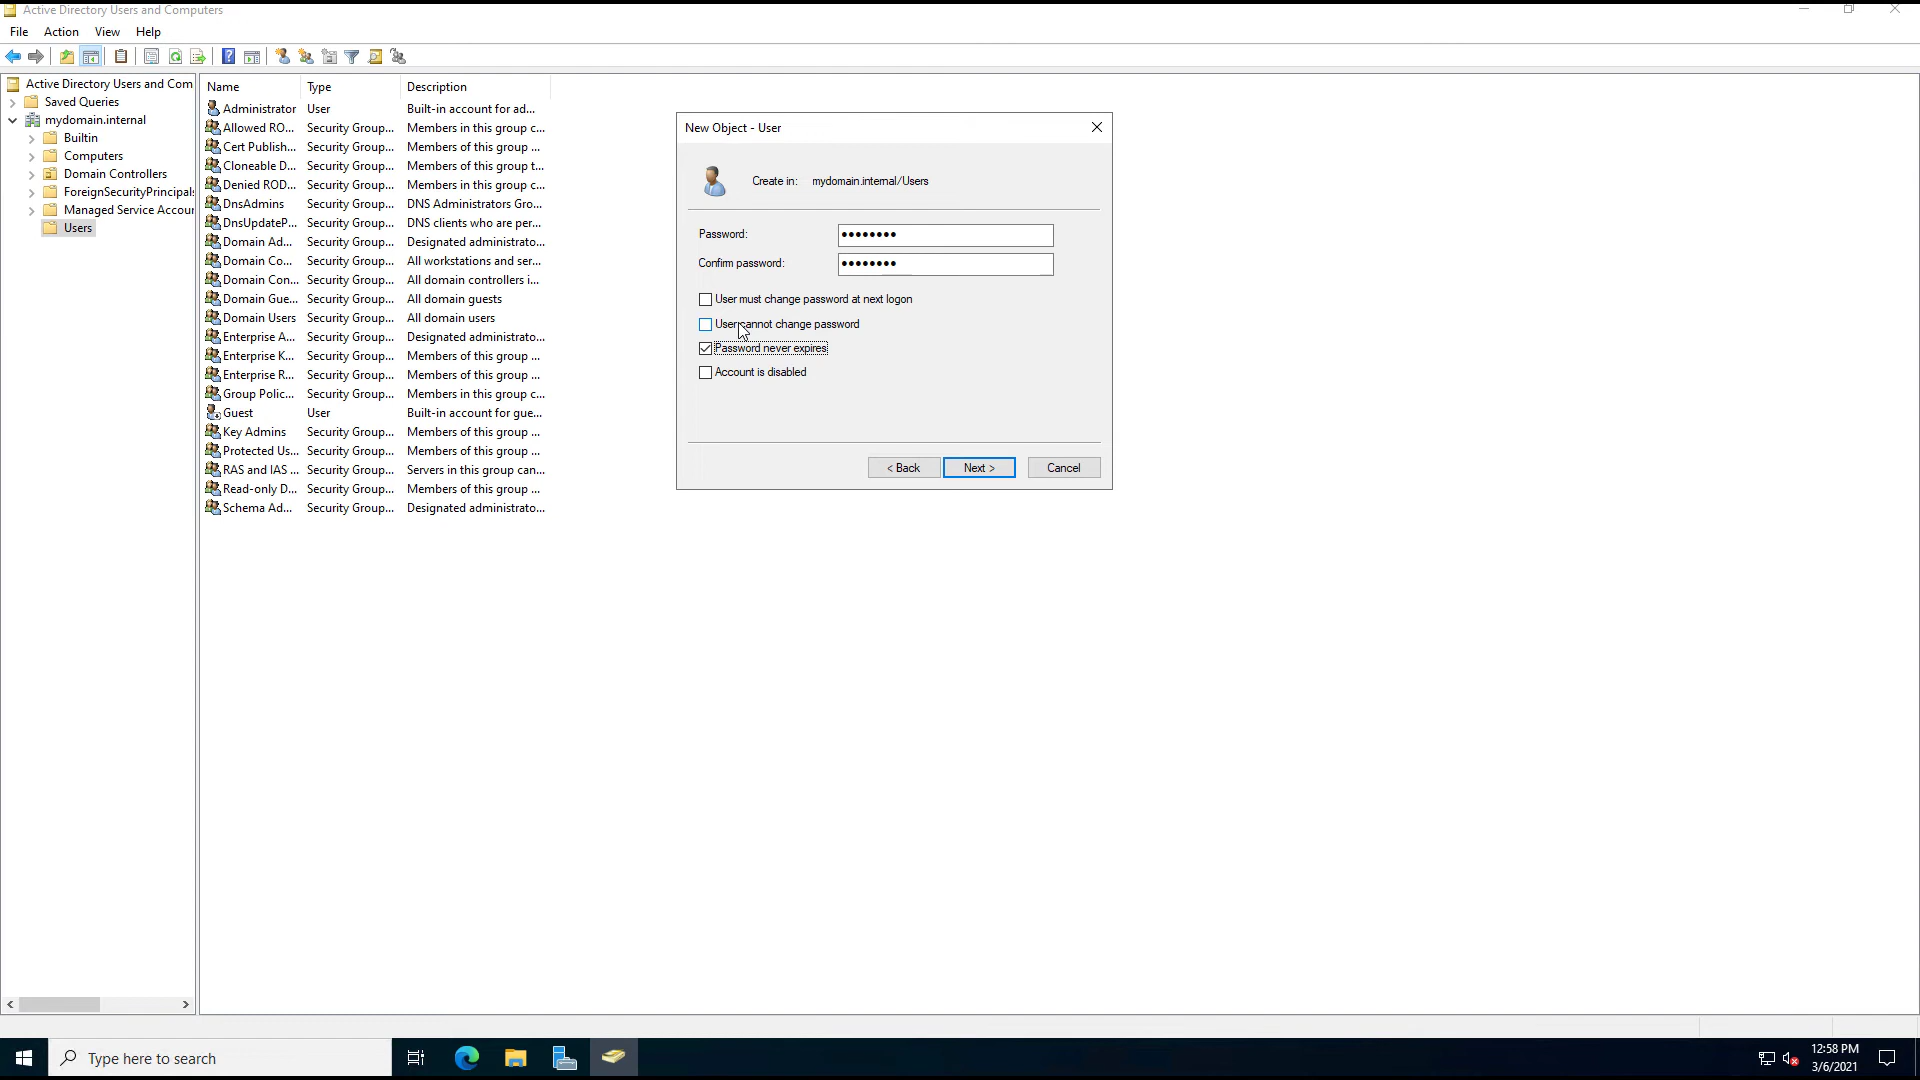 Active Directory Users and Computers
File Action View Help
Active Directory Users and Com
Saved Queries
mydomain.internal
Builtin
Computers
Domain Controllers
ForeignSecurityPrincipals
Managed Service Accour
Users
Name Type Description
Administrator User Built-in account for ad...
Allowed RO... Security Group... Members in this group c...
Cert Publish... Security Group... Members of this group ...
Cloneable D... Security Group... Members of this group t...
Denied ROD... Security Group... Members in this group c...
DnsAdmins Security Group... DNS Administrators Gro...
DnsUpdateP... Security Group... DNS clients who are per...
Domain Ad... Security Group... Designated administrato...
Domain Co... Security Group... All workstations and ser...
Domain Con... Security Group... All domain controllers i...
Domain Gue... Security Group... All domain guests
Domain Users Security Group... All domain users
Enterprise A... Security Group... Designated administrato...
Enterprise K... Security Group... Members of this group ...
Enterprise R... Security Group... Members of this group ...
Group Polic... Security Group... Members in this group c...
Guest User Built-in account for gue...
Key Admins Security Group... Members of this group ...
Protected Us... Security Group... Members of this group ...
RAS and IAS ... Security Group... Servers in this group can...
Read-only D... Security Group... Members of this group ...
Schema Ad... Security Group... Designated administrato...
New Object - User
Create in: mydomain.internal/Users
Password: ••••••••
Confirm password: ••••••••
User must change password at next logon
User cannot change password
Password never expires
Account is disabled
< Back Next > Cancel
Type here to search
12:58 PM
3/6/2021